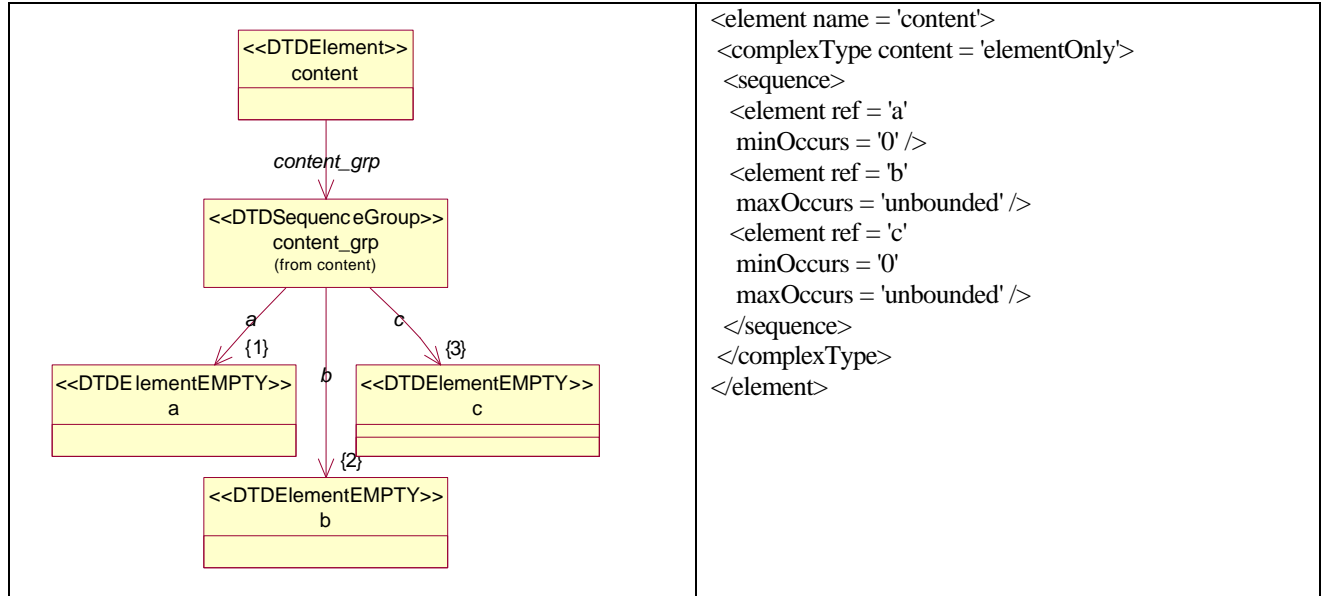 <<DTDElement>>
content
content_grp
<<DTDSequenceGroup>>
content_grp
(from content)
a
c
{1}
{3}
b
<<DTDElementEMPTY>>
a
<<DTDElementEMPTY>>
c
{2}
<<DTDElementEMPTY>>
b
<element name = 'content'>
<complexType content = 'elementOnly'>
<sequence>
<element ref = 'a'
minOccurs = '0' />
<element ref = 'b'
maxOccurs = 'unbounded' />
<element ref = 'c'
minOccurs = '0'
maxOccurs = 'unbounded' />
</sequence>
</complexType>
</element>